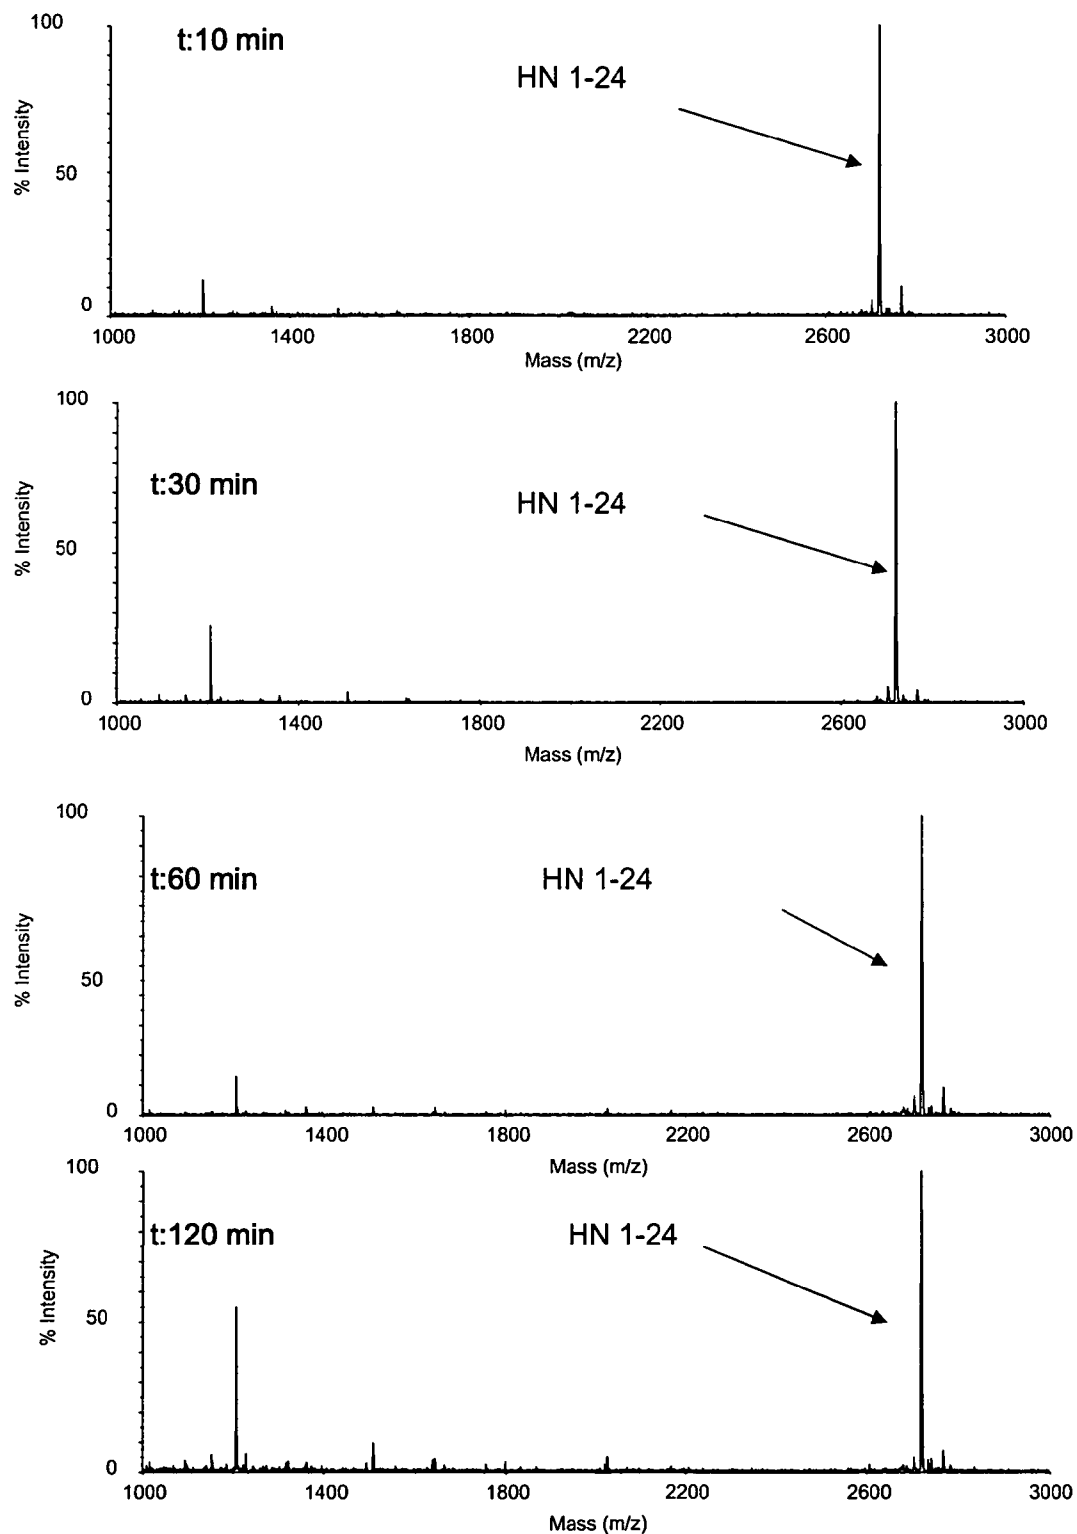 100
t:10 min
HN 1-24
% Intensity
50
0
1000 1400 1800 2200 2600 3000
Mass (m/z)
100
t:30 min
HN 1-24
% Intensity
50
0
1000 1400 1800 2200 2600 3000
Mass (m/z)
100
t:60 min
HN 1-24
% Intensity
50
0
1000 1400 1800 2200 2600 3000
Mass (m/z)
100
t:120 min
HN 1-24
% Intensity
50
0
1000 1400 1800 2200 2600 3000
Mass (m/z)